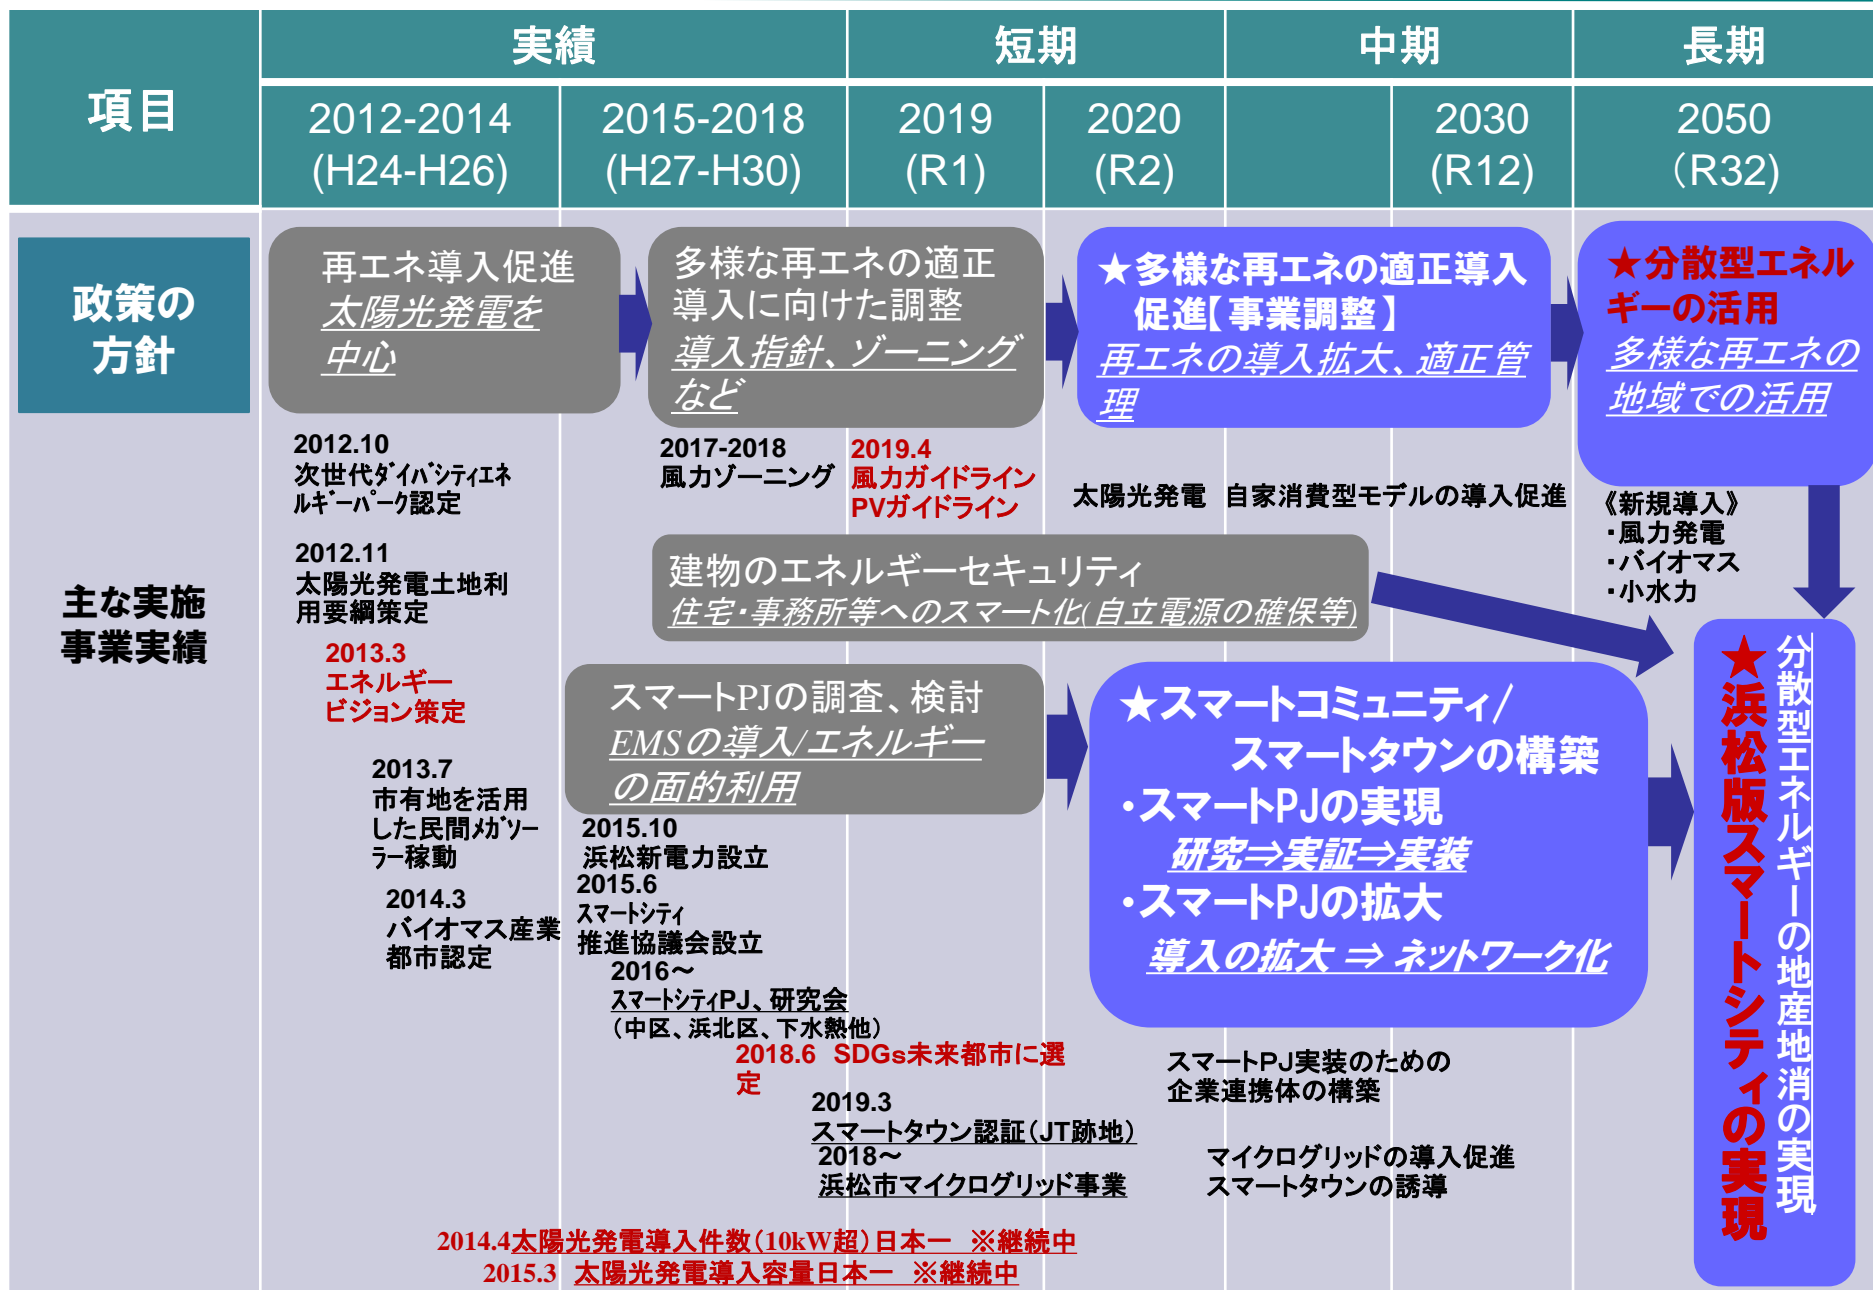 項目
実績
短期
中期
長期
2012-2014
(H24-H26)
2015-2018
(H27-H30)
2019
(R1)
2020
(R2)
2030
(R12)
2050
（R32)
政策の
方針
再エネ導入促進
太陽光発電を
中心
多様な再エネの適正
導入に向けた調整
導入指針、ゾーニング
など
★多様な再エネの適正導入
促進【事業調整】
再エネの導入拡大、適正管
理
★分散型エネル
ギーの活用
多様な再エネの
地域での活用
主な実施
事業実績
2012.10
次世代ﾀﾞｲﾊﾞｼﾃｨエネ
ﾙｷﾞｰﾊﾟｰｸ認定
2012.11
太陽光発電土地利
用要綱策定
2013.3
エネルギー
ビジョン策定
2013.7
市有地を活用
した民間ﾒｶﾞｿｰ
ﾗｰ稼動
2014.3
バイオマス産業
都市認定
2017-2018
風力ゾーニング
2019.4
風力ガイドライン
PVガイドライン
太陽光発電　自家消費型モデルの導入促進
《新規導入》
・風力発電
・バイオマス
・小水力
建物のエネルギーセキュリティ
住宅・事務所等へのスマート化(自立電源の確保等)
スマートPJの調査、検討
EMSの導入/エネルギー
の面的利用
2015.10
浜松新電力設立
2015.6
ｽﾏｰﾄｼﾃｨ
推進協議会設立
2016～
ｽﾏｰﾄｼﾃｨPJ、研究会
（中区、浜北区、下水熱他）
2018.6　SDGs未来都市に選
定
2019.3
スマートタウン認証（JT跡地）
2018～
浜松市マイクログリッド事業
★スマートコミュニティ/
スマートタウンの構築
・スマートPJの実現
研究⇒実証⇒実装
・スマートPJの拡大
導入の拡大 ⇒ ネットワーク化
スマートPJ実装のための
企業連携体の構築
マイクログリッドの導入促進
スマートタウンの誘導
分散型エネルギーの地産地消の実現
★浜松版スマートシティの実現
2014.4太陽光発電導入件数（10kW超）日本一　※継続中
2015.3　太陽光発電導入容量日本一　※継続中